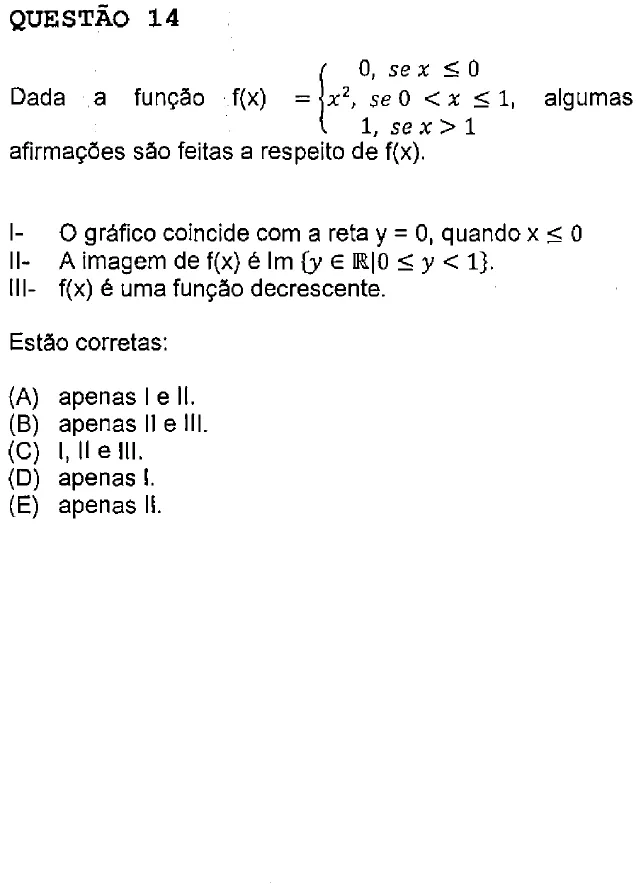 QUESTÃO 14
0, se x ≤ 0
Dada a função f(x) = { x², se 0 < x ≤ 1, algumas
1, se x > 1
afirmações são feitas a respeito de f(x).
I- O gráfico coincide com a reta y = 0, quando x ≤ 0
II- A imagem de f(x) é Im {y ∈ ℝ|0 ≤ y < 1}.
III- f(x) é uma função decrescente.
Estão corretas:
(A) apenas I e II.
(B) apenas II e III.
(C) I, II e III.
(D) apenas I.
(E) apenas II.